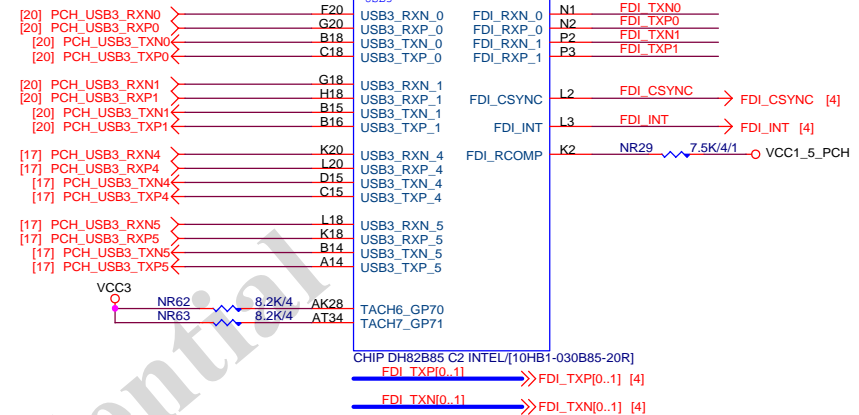 [20] PCH_USB3_RXN0 F20 USB3_RXN_0 FDI_RXN_0 N1 FDI_TXN0
[20] PCH_USB3_RXP0 G20 USB3_RXP_0 FDI_RXP_0 N2 FDI_TXP0
[20] PCH_USB3_TXN0 B18 USB3_TXN_0 FDI_RXN_1 P2 FDI_TXN1
[20] PCH_USB3_TXP0 C18 USB3_TXP_0 FDI_RXP_1 P3 FDI_TXP1
[20] PCH_USB3_RXN1 G18 USB3_RXN_1
[20] PCH_USB3_RXP1 H18 USB3_RXP_1 FDI_CSYNC L2 FDI_CSYNC FDI_CSYNC [4]
[20] PCH_USB3_TXN1 B15 USB3_TXN_1
[20] PCH_USB3_TXP1 B16 USB3_TXP_1 FDI_INT L3 FDI_INT FDI_INT [4]
[17] PCH_USB3_RXN4 K20 USB3_RXN_4 FDI_RCOMP K2 NR29 7.5K/4/1 VCC1_5_PCH
[17] PCH_USB3_RXP4 L20 USB3_RXP_4
[17] PCH_USB3_TXN4 D15 USB3_TXN_4
[17] PCH_USB3_TXP4 C15 USB3_TXP_4
[17] PCH_USB3_RXN5 L18 USB3_RXN_5
[17] PCH_USB3_RXP5 K18 USB3_RXP_5
[17] PCH_USB3_TXN5 B14 USB3_TXN_5
[17] PCH_USB3_TXP5 A14 USB3_TXP_5
VCC3
NR62 8.2K/4 AK28 TACH6_GP70
NR63 8.2K/4 AT34 TACH7_GP71
CHIP DH82B85 C2 INTEL/[10HB1-030B85-20R]
FDI_TXP[0..1] FDI_TXP[0..1] [4]
FDI_TXN[0..1] FDI_TXN[0..1] [4]
ential